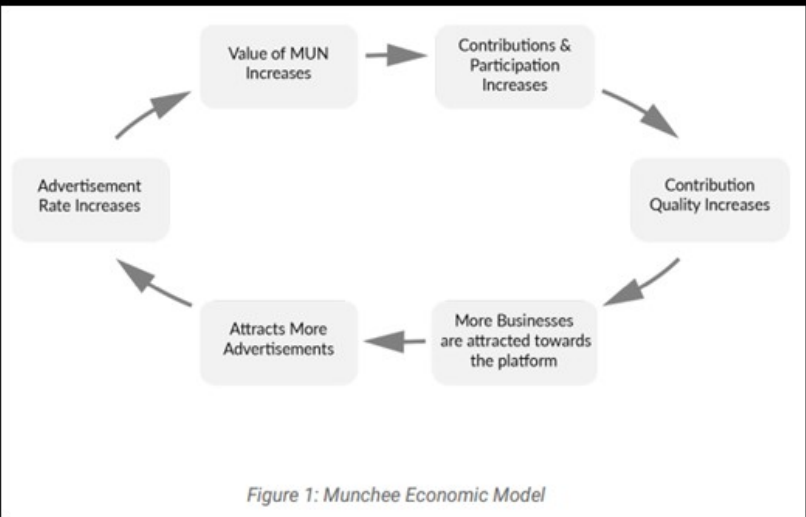 Value of MUN
Increases
Contributions &
Participation
Increases
Advertisement
Rate Increases
Contribution
Quality Increases
Attracts More
Advertisements
More Businesses
are attracted towards
the platform
Figure 1: Munchee Economic Model